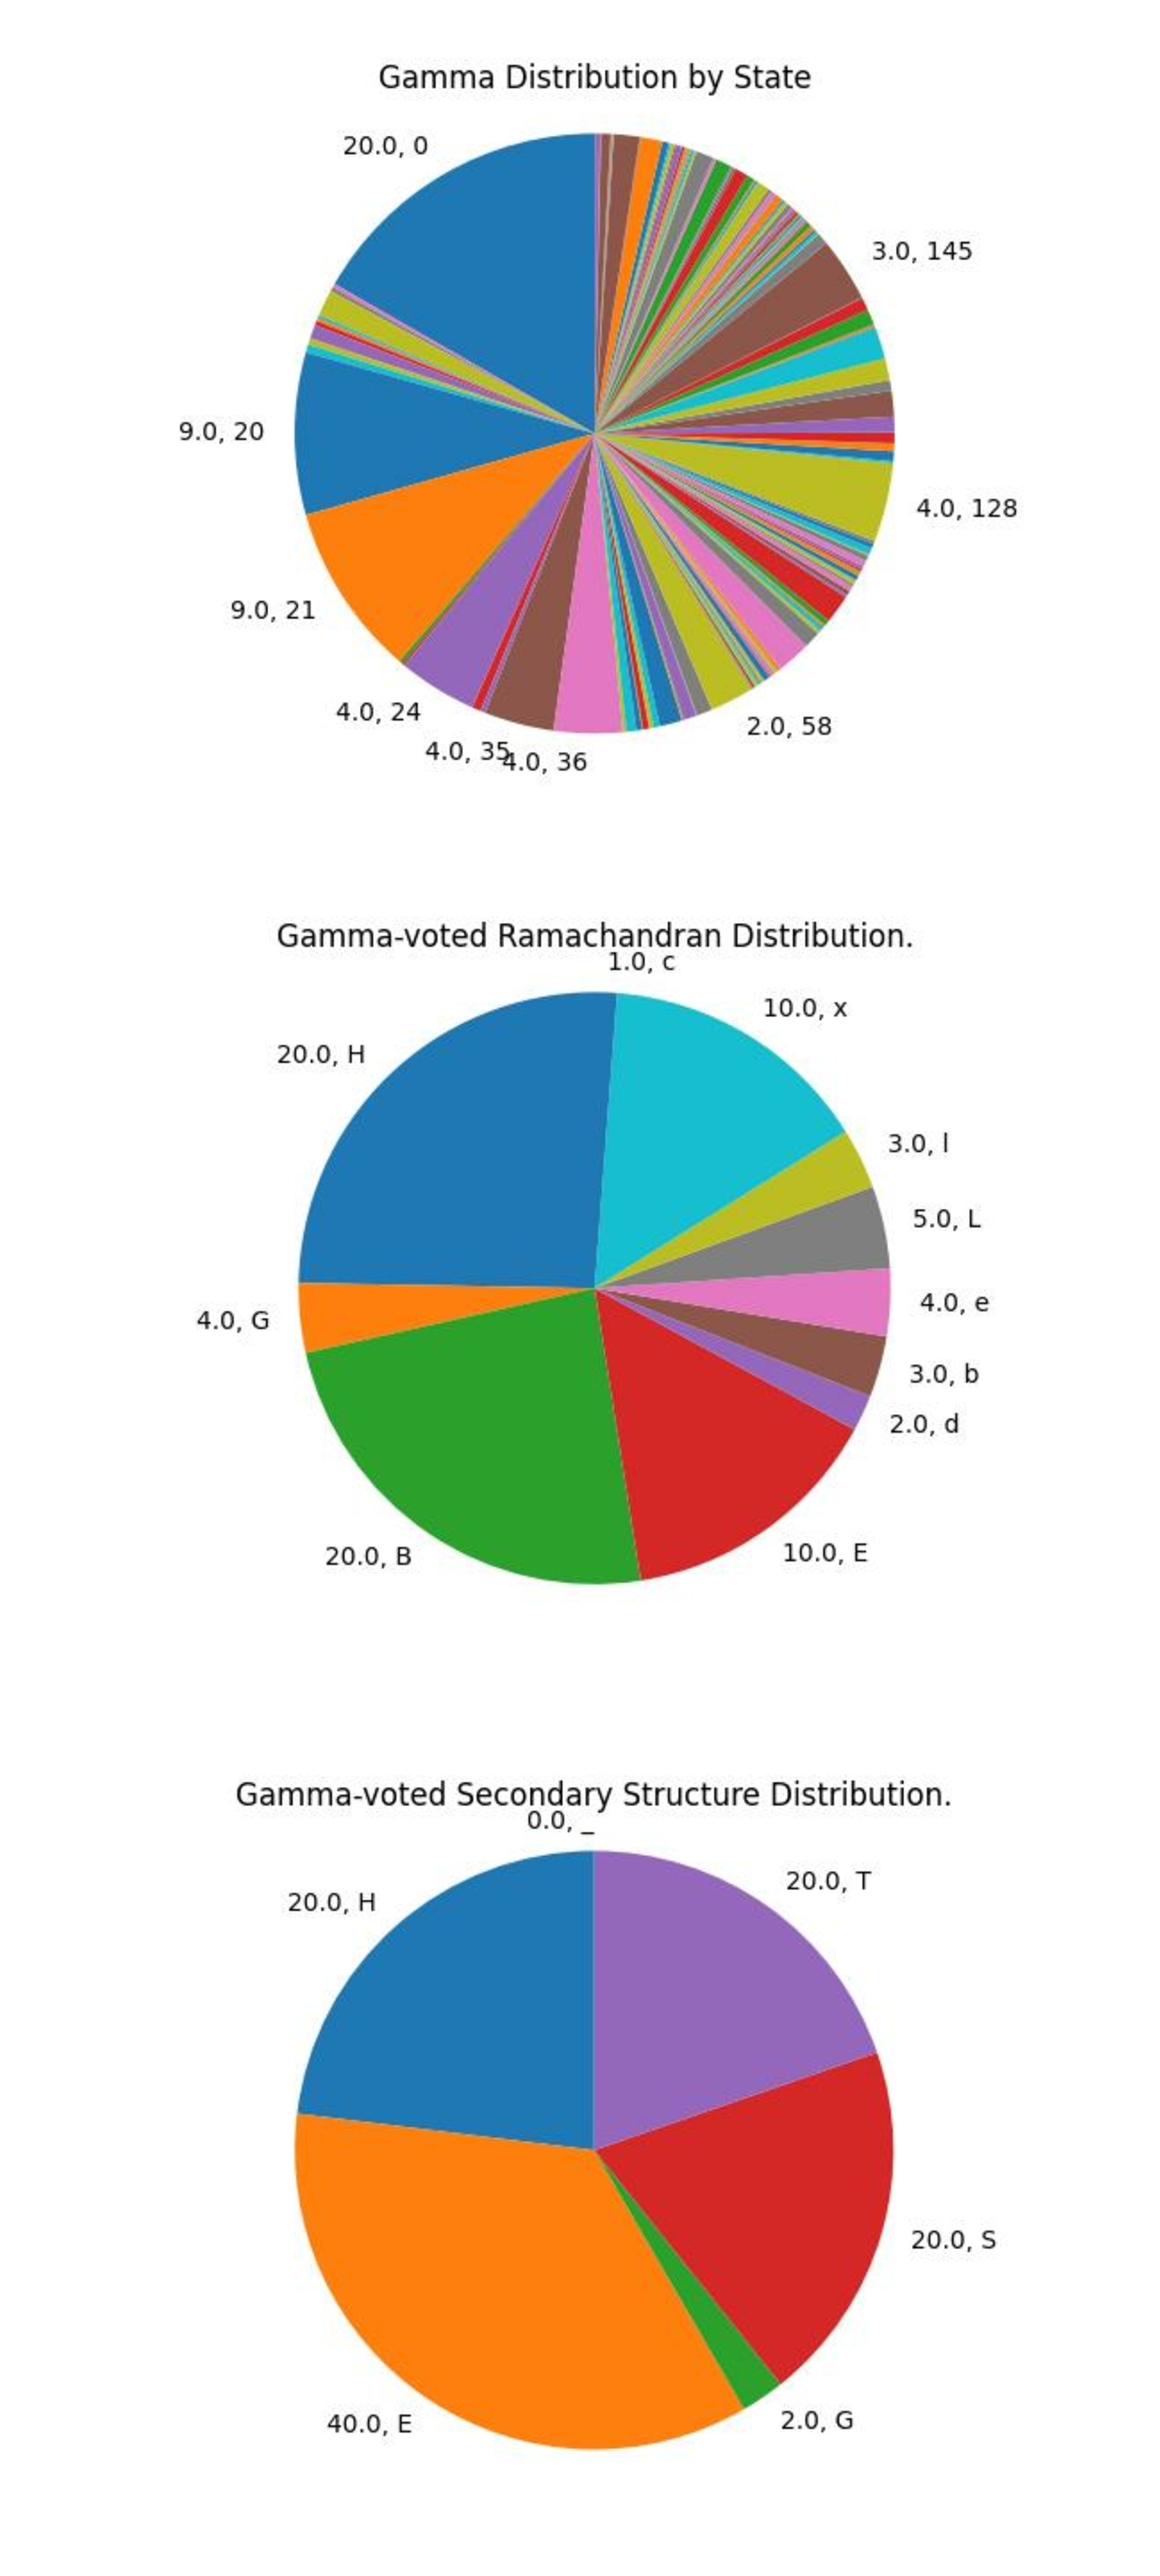 Gamma Distribution by State
20.0, 0
3.0, 145
9.0, 20
4.0, 128
9.0, 21
4.0, 24
2.0, 58
4.0, 35
4.0, 36
Gamma-voted Ramachandran Distribution.
1.0, c
10.0, x
20.0, H
3.0, l
5.0, L
4.0, e
4.0, G
3.0, b
2.0, d
10.0, E
20.0, B
Gamma-voted Secondary Structure Distribution.
0.0, _
20.0, T
20.0, H
20.0, S
2.0, G
40.0, E